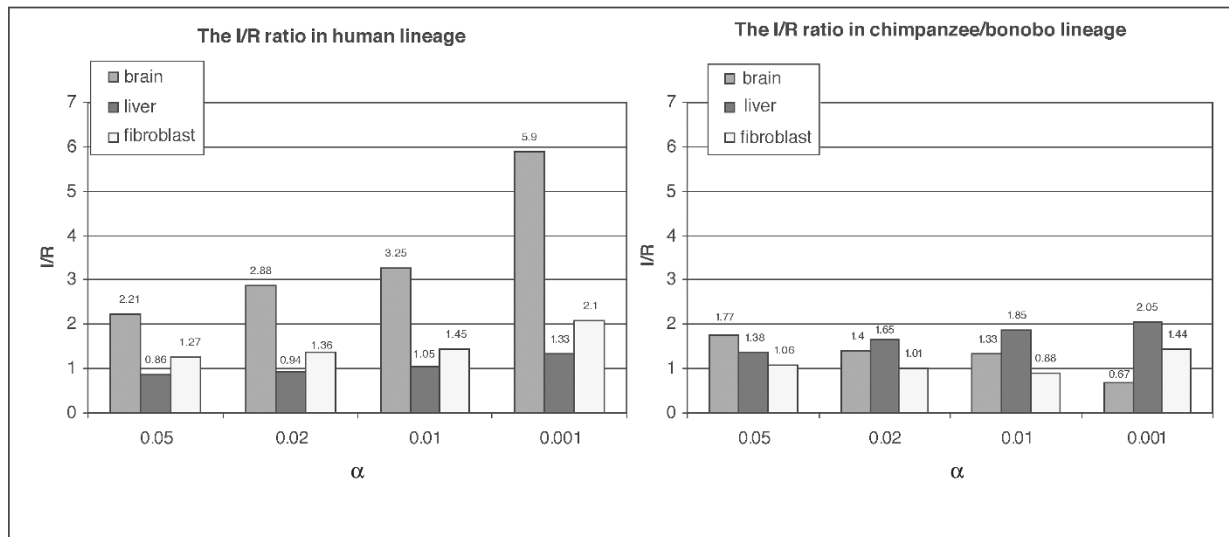 The I/R ratio in human lineage
brain
liver
fibroblast
7
6
5
4
3
2
1
0
I/R
2.21
0.86
1.27
2.88
0.94
1.36
3.25
1.05
1.45
5.9
1.33
2.1
0.05 0.02 0.01 0.001
α
The I/R ratio in chimpanzee/bonobo lineage
brain
liver
fibroblast
7
6
5
4
3
2
1
0
I/R
1.77
1.38
1.06
1.4
1.65
1.01
1.33
1.85
0.88
0.67
2.05
1.44
0.05 0.02 0.01 0.001
α